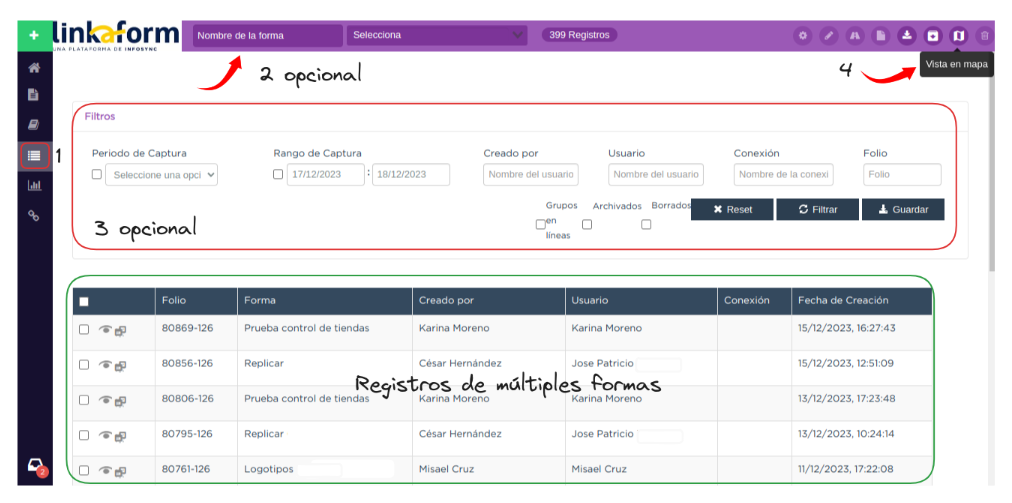 + linkaform Nombre de la forma Selecciona 399 Registros
UNA PLATAFORMA DE INFOSYNC
2 opcional 4 Vista en mapa
Filtros
1 Periodo de Captura Rango de Captura Creado por Usuario Conexión Folio
Seleccione una opci 17/12/2023 : 18/12/2023 Nombre del usuario Nombre del usuario Nombre de la conexi Folio
3 opcional Grupos en líneas Archivados Borrados Reset Filtrar Guardar
Folio Forma Creado por Usuario Conexión Fecha de Creación
80869-126 Prueba control de tiendas Karina Moreno Karina Moreno 15/12/2023, 16:27:43
80856-126 Replicar César Hernández Jose Patricio 15/12/2023, 12:51:09
Registros de múltiples formas
80806-126 Prueba control de tiendas Karina Moreno Karina Moreno 13/12/2023, 17:23:48
80795-126 Replicar César Hernández Jose Patricio 13/12/2023, 10:24:14
2 80761-126 Logotipos Misael Cruz Misael Cruz 11/12/2023, 17:22:08